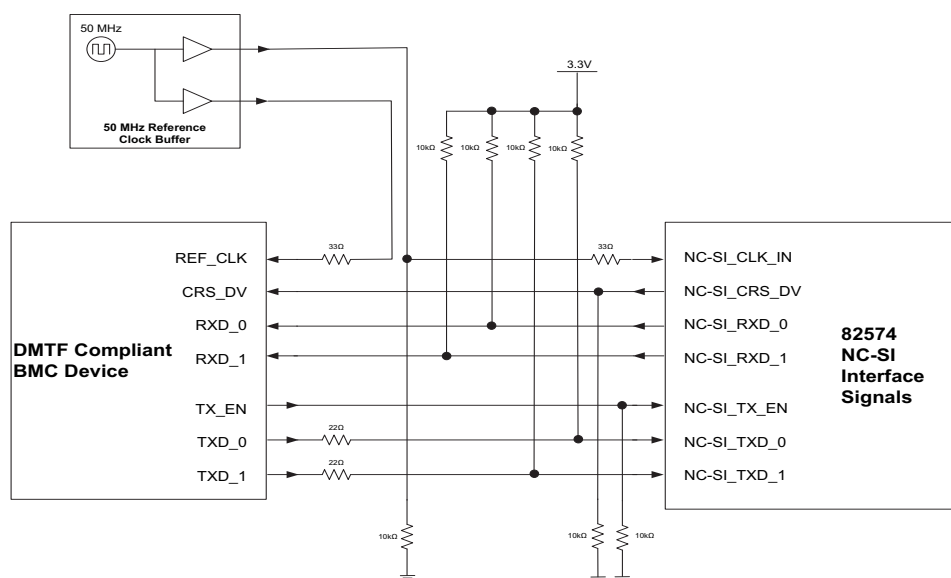 50 MHz
50 MHz Reference
Clock Buffer
3.3V
10kΩ
10kΩ
10kΩ
10kΩ
33Ω
33Ω
REF_CLK
CRS_DV
RXD_0
RXD_1
TX_EN
TXD_0
TXD_1
DMTF Compliant
BMC Device
22Ω
22Ω
NC-SI_CLK_IN
NC-SI_CRS_DV
NC-SI_RXD_0
NC-SI_RXD_1
NC-SI_TX_EN
NC-SI_TXD_0
NC-SI_TXD_1
82574
NC-SI
Interface
Signals
10kΩ
10kΩ
10kΩ